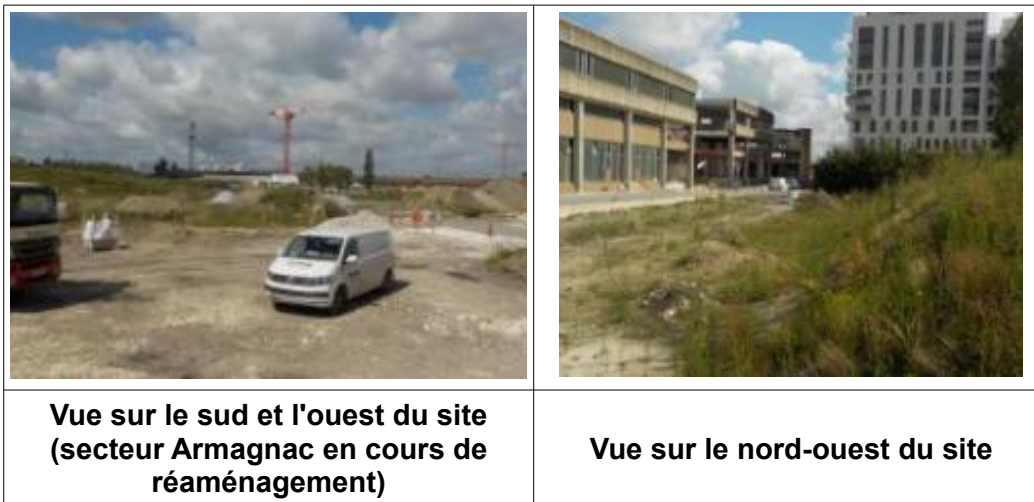 Vue sur le sud et l'ouest du site
(secteur Armagnac en cours de
réaménagement)
Vue sur le nord-ouest du site